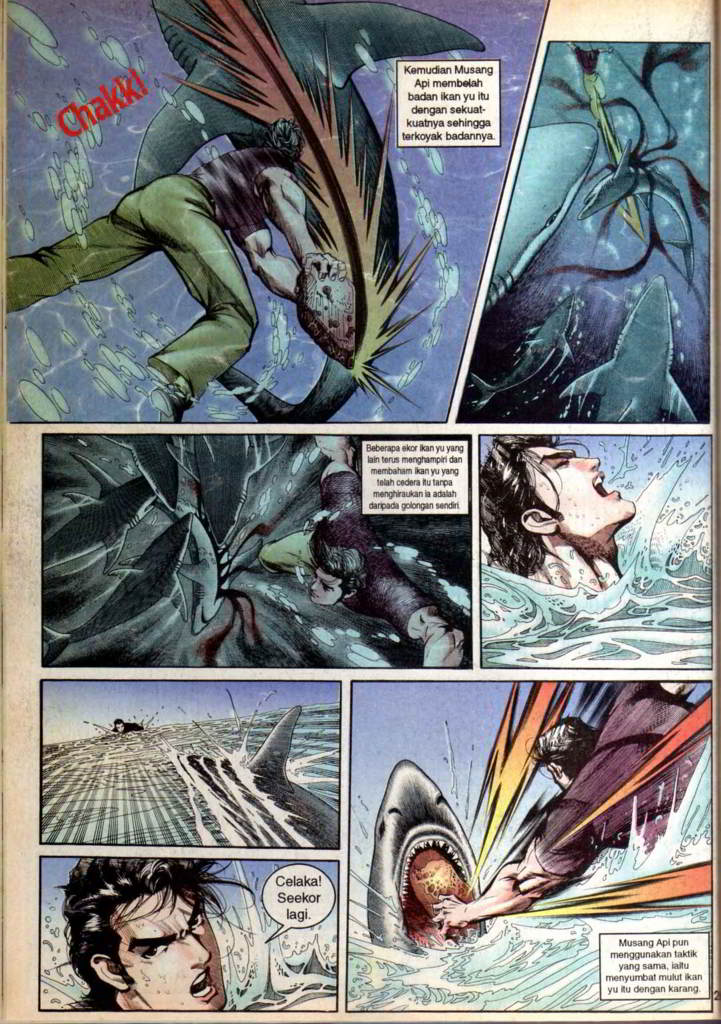 Chakk!
Kemudian Musang
Api membelah
badan ikan yu itu
dengan sekuat-
kuatnya sehingga
terkoyak badannya.
Beberapa ekor ikan yu yang
lain terus menghampiri dan
membaham ikan yu yang
telah cedera itu tanpa
menghiraukan ia adalah
daripada golongan sendiri.
Celaka!
Seekor
lagi.
Musang Api pun
menggunakan taktik
yang sama, iaitu
menyumbat mulut ikan
yu itu dengan karang.